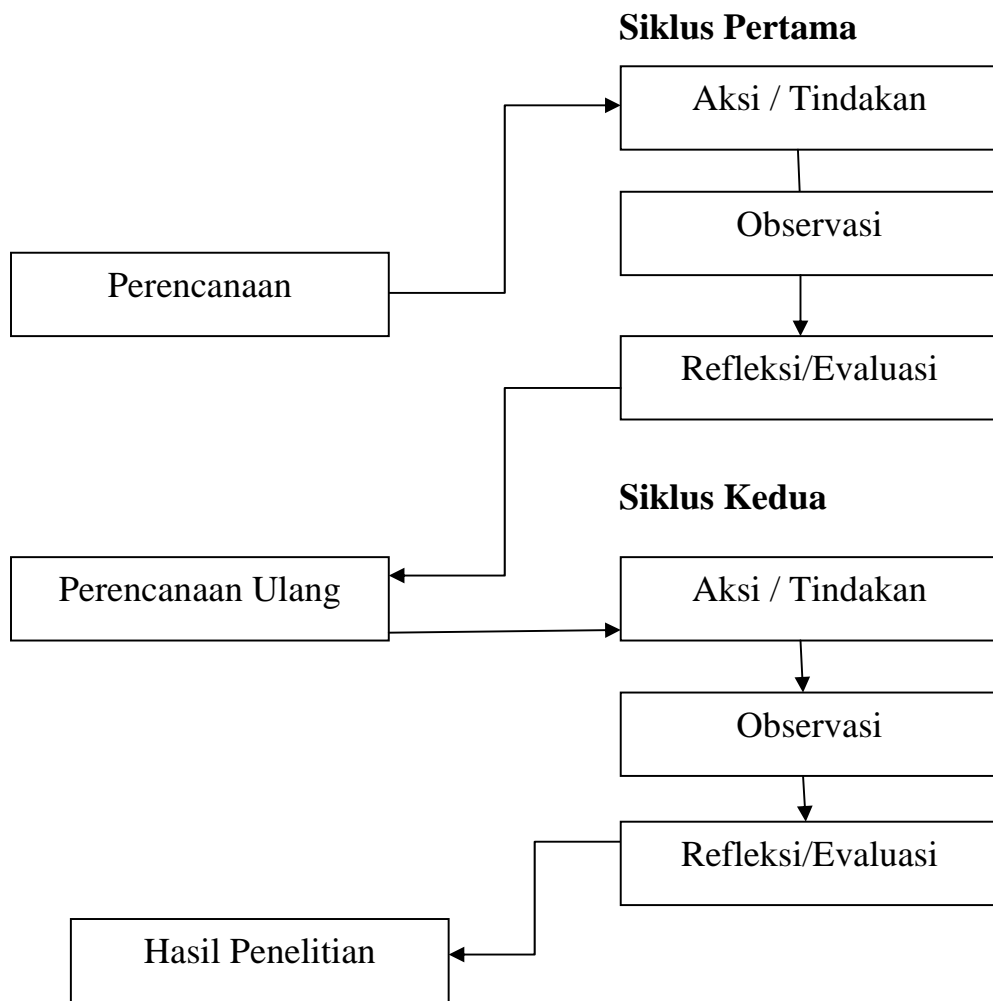 Siklus Pertama
Aksi / Tindakan
Observasi
Perencanaan
Refleksi/Evaluasi
Siklus Kedua
Perencanaan Ulang
Aksi / Tindakan
Observasi
Refleksi/Evaluasi
Hasil Penelitian